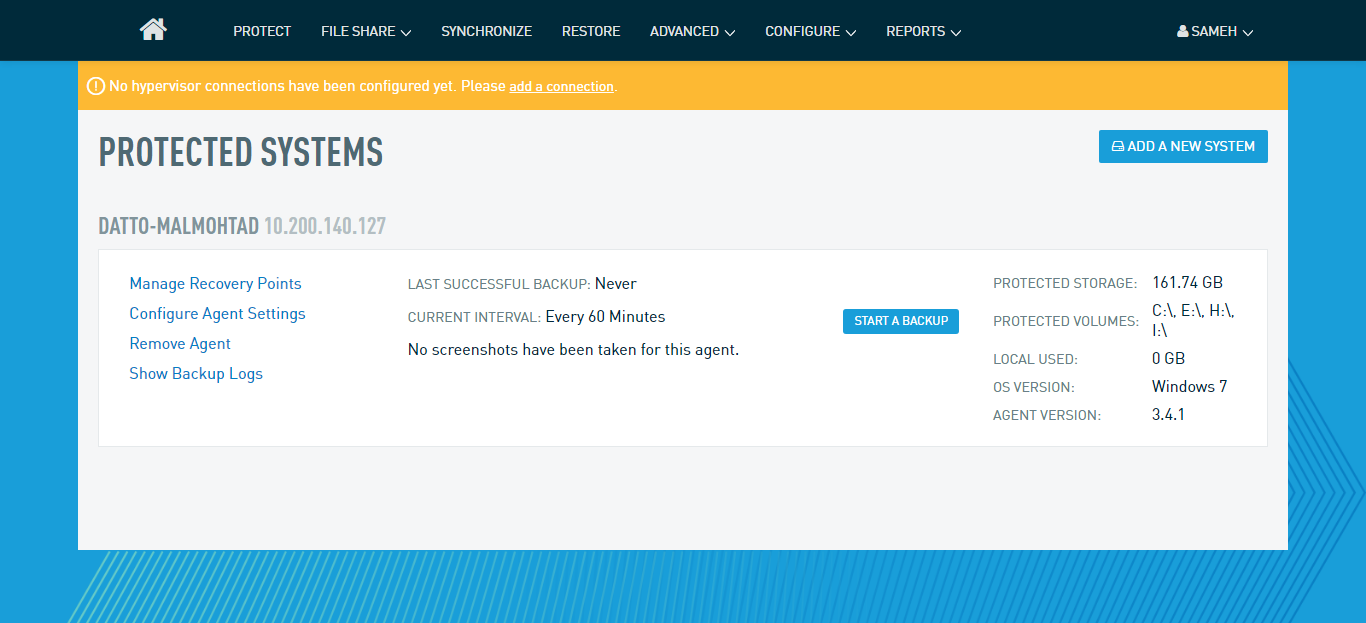 PROTECT FILE SHARE SYNCHRONIZE RESTORE ADVANCED CONFIGURE REPORTS SAMEH
No hypervisor connections have been configured yet. Please add a connection.
PROTECTED SYSTEMS
ADD A NEW SYSTEM
DATTO-MALMOHTAD 10.200.140.127
Manage Recovery Points
Configure Agent Settings
Remove Agent
Show Backup Logs
LAST SUCCESSFUL BACKUP: Never
CURRENT INTERVAL: Every 60 Minutes
No screenshots have been taken for this agent.
START A BACKUP
PROTECTED STORAGE: 161.74 GB
PROTECTED VOLUMES: C:\, E:\, H:\,
I:\
LOCAL USED: 0 GB
OS VERSION: Windows 7
AGENT VERSION: 3.4.1